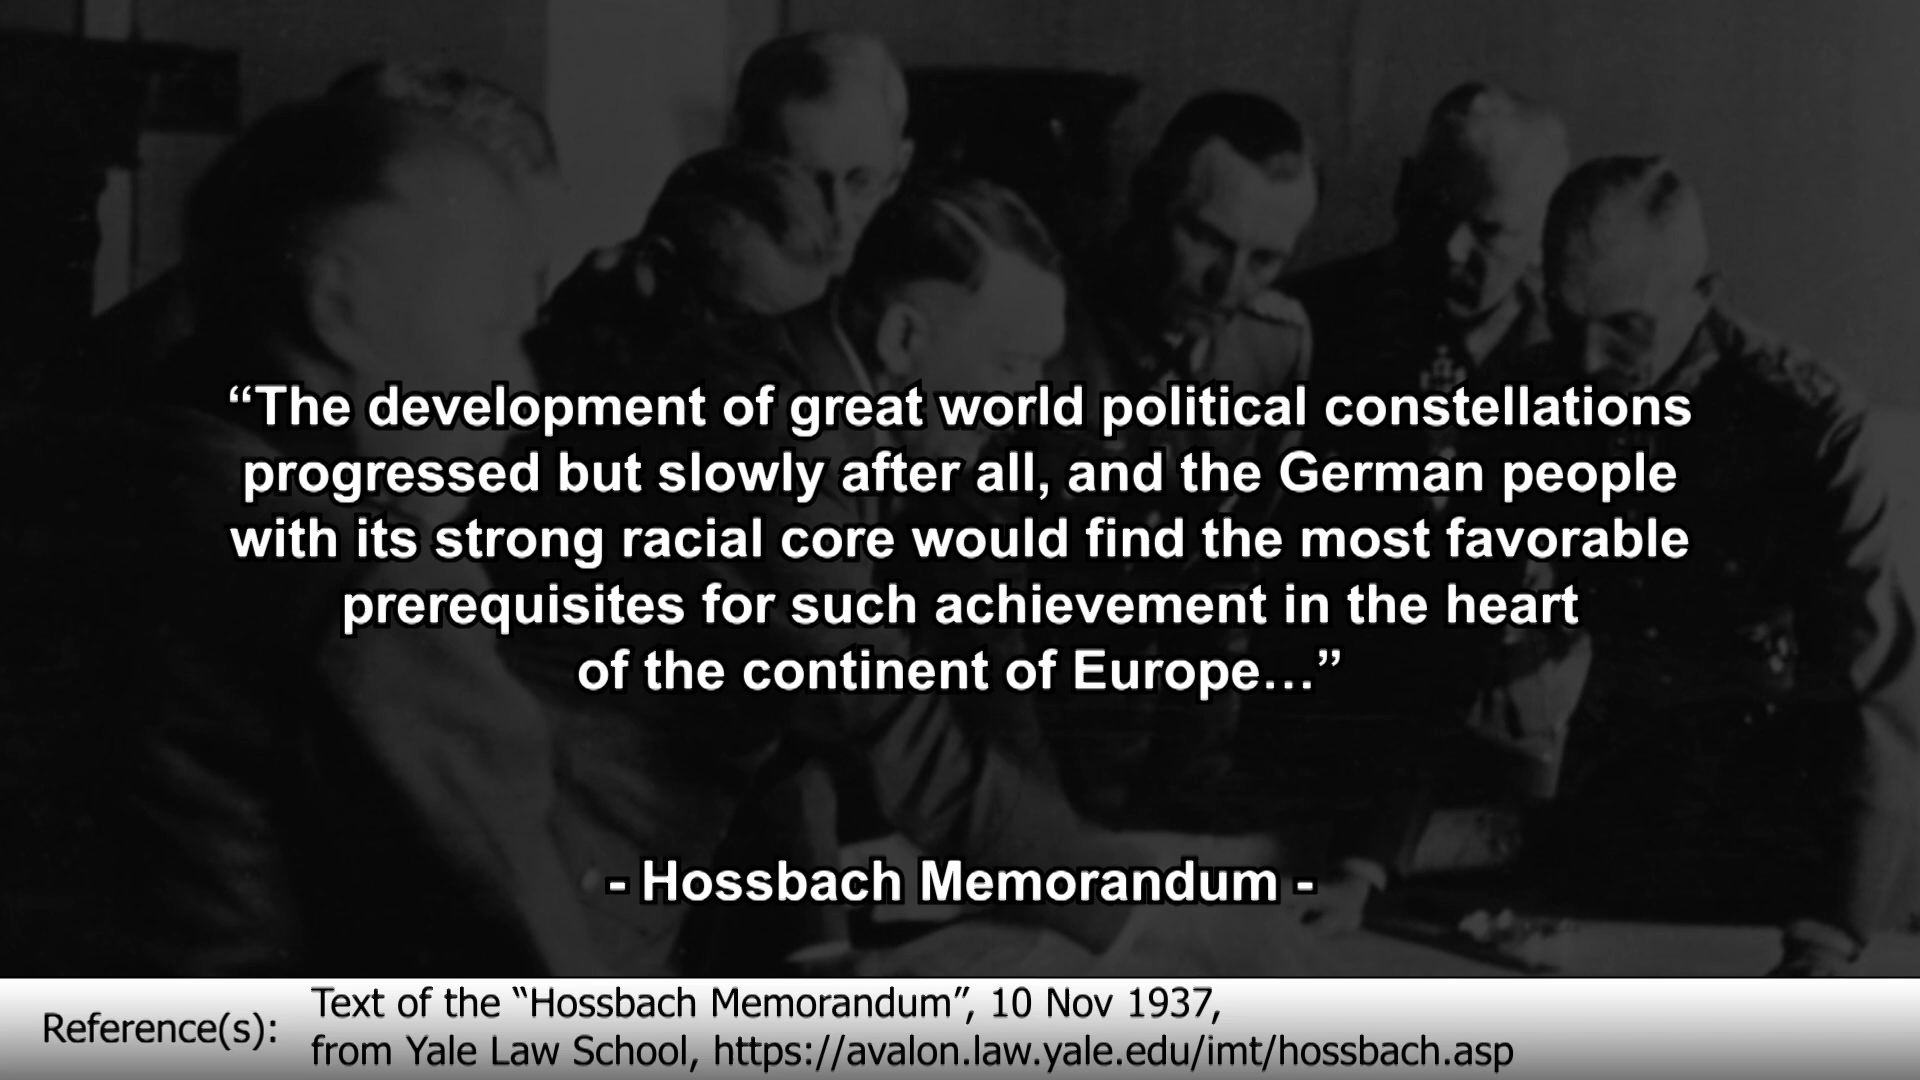 “The development of great world political constellations
progressed but slowly after all, and the German people
with its strong racial core would find the most favorable
prerequisites for such achievement in the heart
of the continent of Europe…”
- Hossbach Memorandum -
Reference(s):
Text of the “Hossbach Memorandum”, 10 Nov 1937,
from Yale Law School, https://avalon.law.yale.edu/imt/hossbach.asp